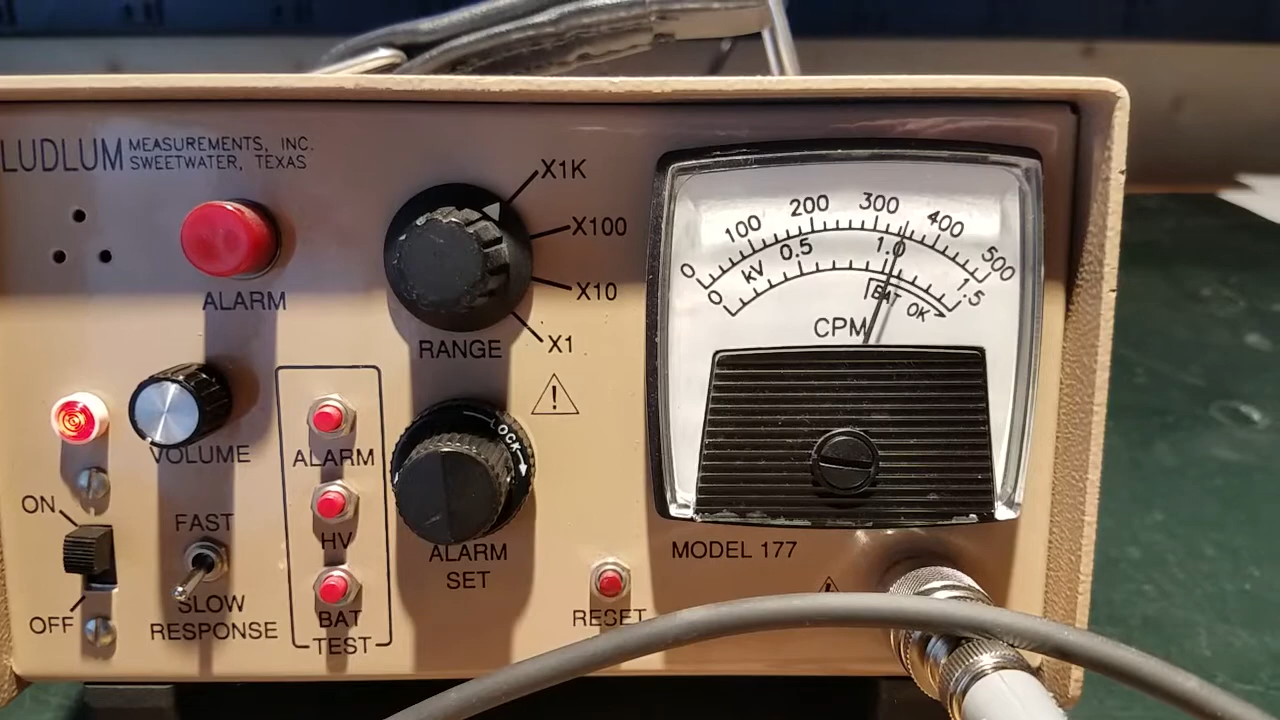 LUDLUM MEASUREMENTS, INC.
SWEETWATER, TEXAS
ALARM
X1K
X100
X10
X1
RANGE
0 100 200 300 400 500
kV 0.5 1.0 1.5
0
BAT OK
CPM
VOLUME
ON
OFF
FAST
SLOW
RESPONSE
ALARM
HV
BAT
TEST
LOCK
ALARM
SET
RESET
MODEL 177